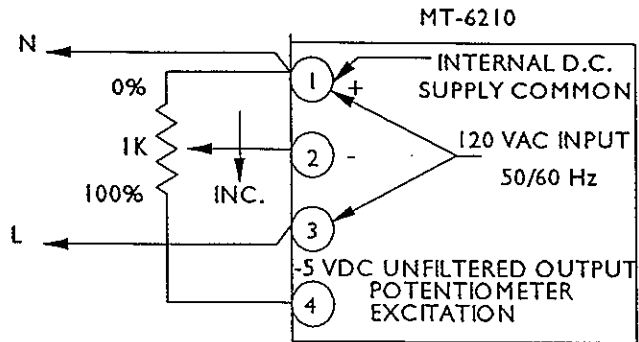 MT-6210
N
0%
1K
100%
INC.
L
1
+
2
-
3
4
INTERNAL D.C.
SUPPLY COMMON
120 VAC INPUT
50/60 Hz
-5 VDC UNFILTERED OUTPUT
POTENTIOMETER
EXCITATION